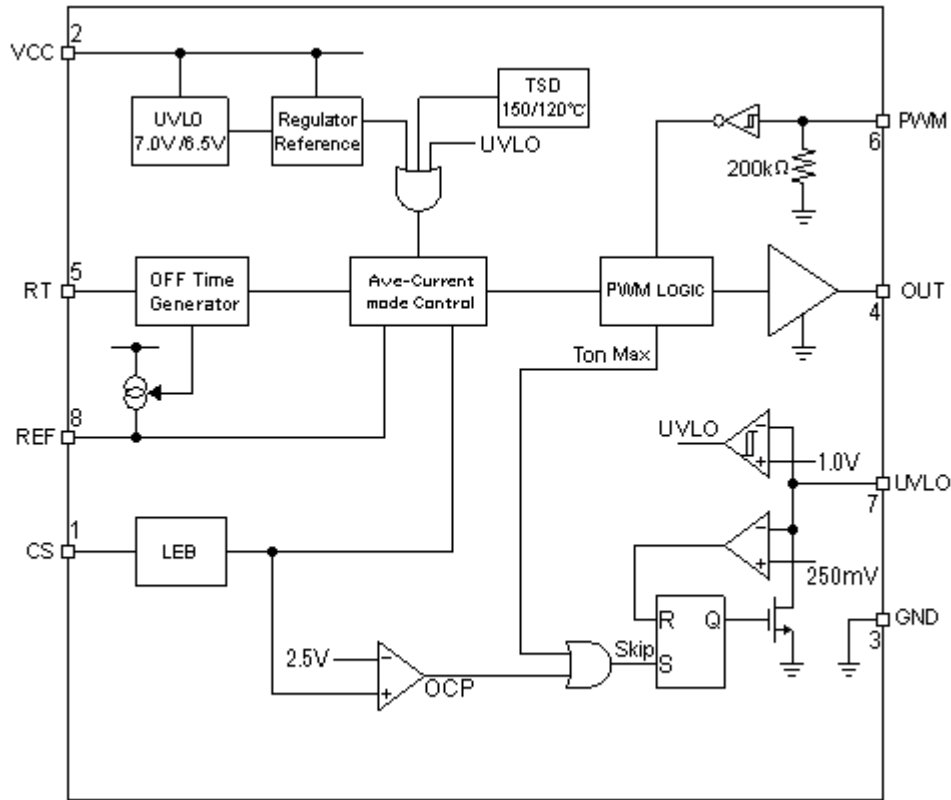 2
VCC
UVLO
7.0V/6.5V
Regulator
Reference
TSD
150/120℃
UVLO
PWM
6
200kΩ
5
RT
OFF Time
Generator
Ave-Current
mode Control
PWM LOGIC
OUT
4
Ton Max
8
REF
UVLO
1.0V
UVLO
7
1
CS
LEB
250mV
R Q
S
Skip
GND
3
2.5V
OCP